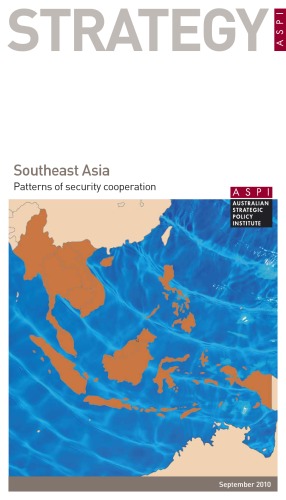 STRATEGY
ASPI
Southeast Asia
Patterns of security cooperation
ASPI
AUSTRALIAN
STRATEGIC
POLICY
INSTITUTE
September 2010